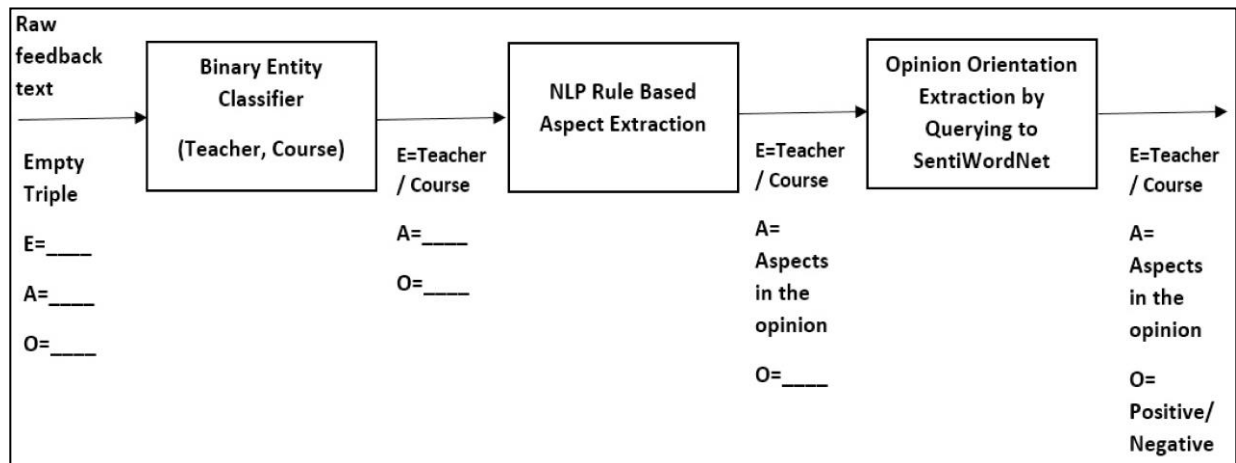 Raw
feedback
text
Empty
Triple
E=____
A=____
O=____
Binary Entity
Classifier
(Teacher, Course)
E=Teacher
/ Course
A=____
O=____
NLP Rule Based
Aspect Extraction
E=Teacher
/ Course
A=
Aspects
in the
opinion
O=____
Opinion Orientation
Extraction by
Querying to
SentiWordNet
E=Teacher
/ Course
A=
Aspects
in the
opinion
O=
Positive/
Negative